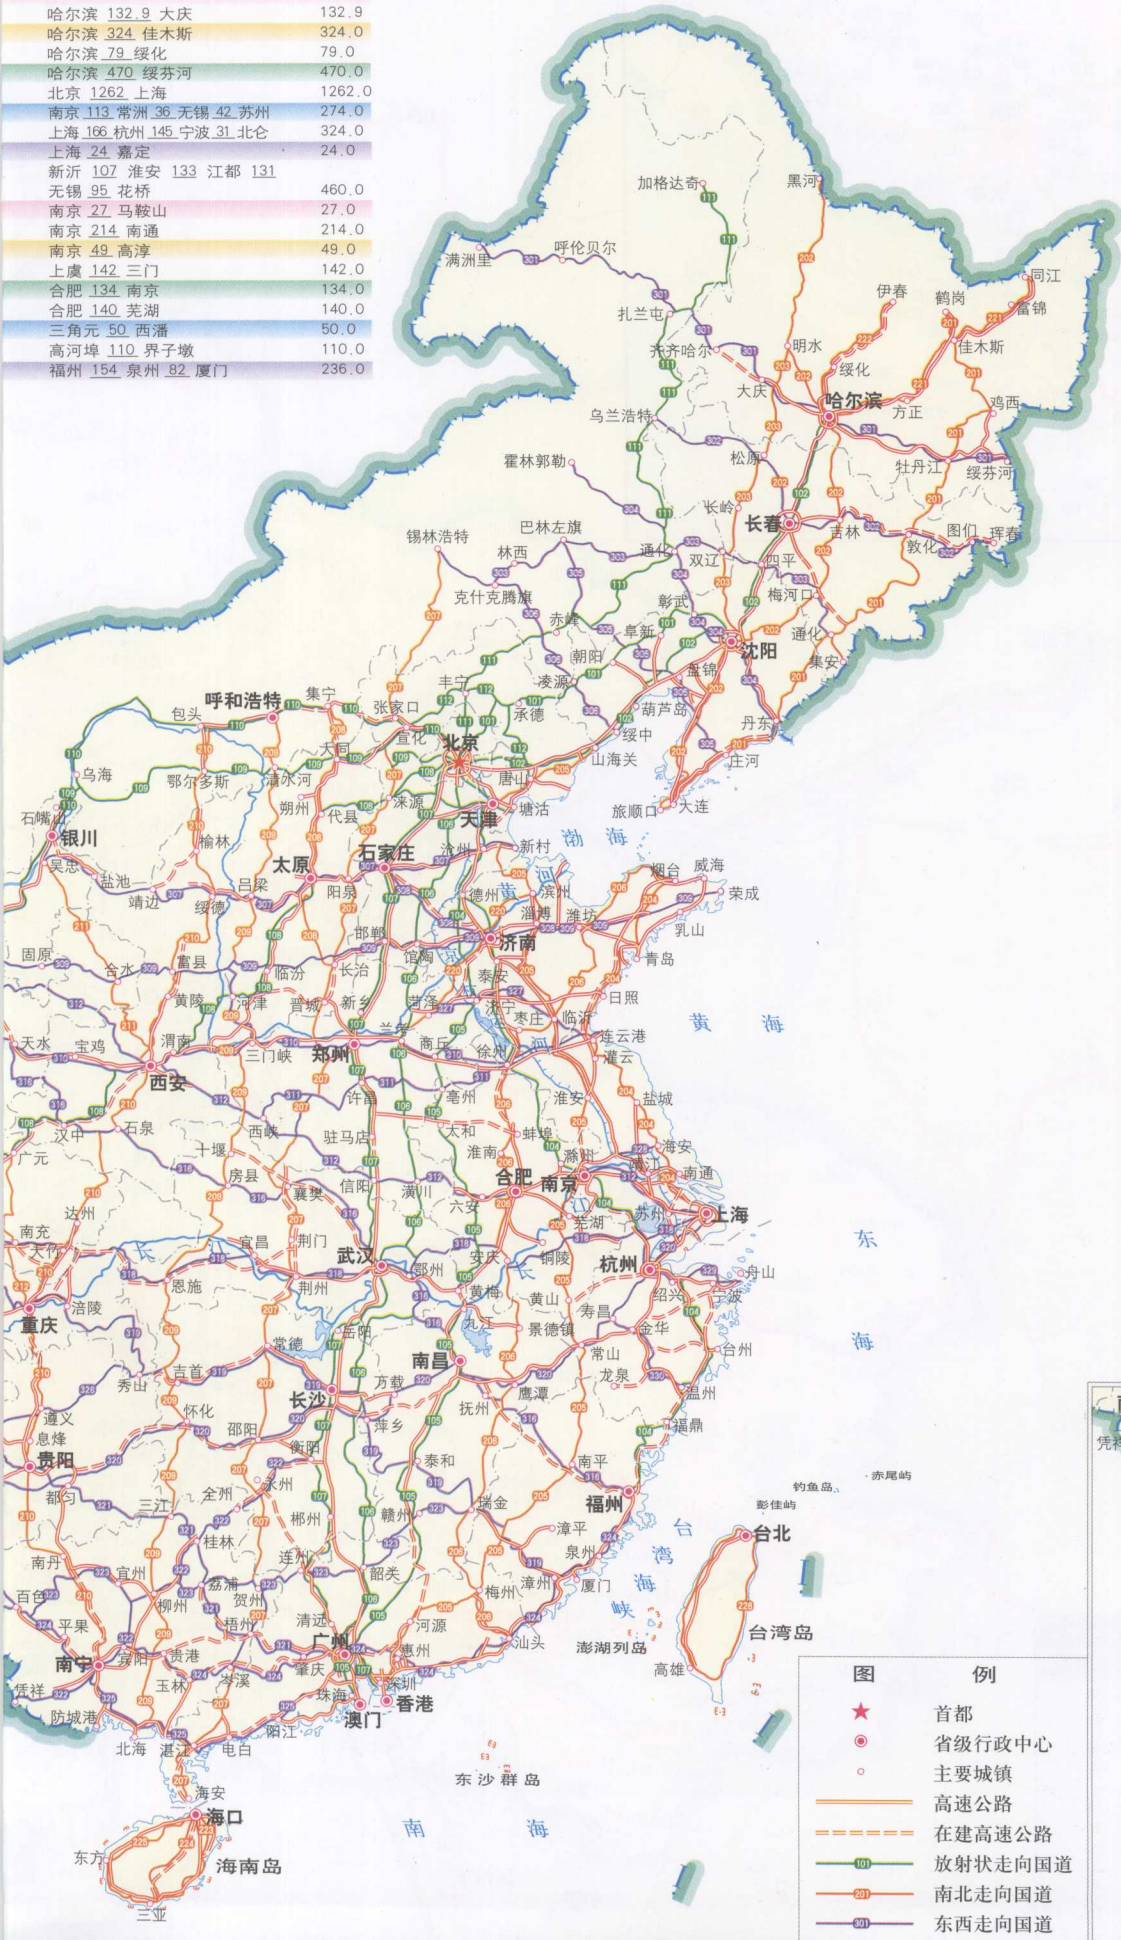 哈尔滨 132.9 大庆 132.9
哈尔滨 324 佳木斯 324.0
哈尔滨 79 绥化 79.0
哈尔滨 470 绥芬河 470.0
北京 1262 上海 1262.0
南京 113 常洲 36 无锡 42 苏州 274.0
上海 166 杭州 145 宁波 31 北仑 324.0
上海 24 嘉定 24.0
新沂 107 淮安 133 江都 131
无锡 95 花桥 460.0
南京 27 马鞍山 27.0
南京 214 南通 214.0
南京 49 高淳 49.0
上虞 142 三门 142.0
合肥 134 南京 134.0
合肥 140 芜湖 140.0
三角元 50 西潘 50.0
高河埠 110 界子墩 110.0
福州 154 泉州 82 厦门 236.0
加格达奇
黑河
满洲里
呼伦贝尔
同江
伊春
鹤岗
富锦
扎兰屯
齐齐哈尔
明水
佳木斯
绥化
大庆
哈尔滨
方正
鸡西
乌兰浩特
霍林郭勒
松原
牡丹江
绥芬河
长岭
长春
吉林
巴林左旗
锡林浩特
林西
通化
双辽
四平
敦化
图们
珲春
克什克腾旗
梅河口
彰武
赤峰
阜新
通化
沈阳
朝阳
集安
盘锦
丰宁
凌源
呼和浩特
集宁
张家口
承德
葫芦岛
包头
丹东
宣化
北京
绥中
大同
山海关
庄河
乌海
鄂尔多斯
清水河
唐山
朔州
涞源
石嘴山
代县
天津
塘沽
旅顺口
大连
银川
渤海
榆林
石家庄
沧州
新村
吴忠
太原
烟台
威海
盐池
吕梁
阳泉
德州
黄河
滨州
荣成
靖边
绥德
淄博
潍坊
乳山
邯郸
济南
固原
馆陶
青岛
合水
富县
临汾
长治
泰安
黄陵
河津
晋城
新乡
菏泽
济宁
日照
枣庄
临沂
黄海
天水
宝鸡
渭南
三门峡
郑州
兰考
商丘
徐州
连云港
灌云
西安
许昌
亳州
淮安
盐城
汉中
石泉
西峡
驻马店
太和
蚌埠
广元
十堰
淮南
滁州
海安
靖江
房县
襄樊
信阳
潢川
合肥
南京
南通
六安
达州
芜湖
苏州
上海
南充
大竹
长江
宜昌
荆门
武汉
鄂州
安庆
铜陵
杭州
东海
恩施
荆州
黄梅
黄山
绍兴
宁波
舟山
重庆
涪陵
九江
景德镇
寿昌
金华
岳阳
常德
台州
南昌
常山
秀山
吉首
长沙
万载
鹰潭
龙泉
温州
遵义
怀化
邵阳
萍乡
抚州
福鼎
息烽
衡阳
泰和
南平
贵阳
永州
福州
钓鱼岛
赤尾屿
彭佳屿
都匀
三江
全州
郴州
赣州
瑞金
漳平
台北
桂林
泉州
台湾海峡
南丹
宜州
连州
韶关
荔浦
贺州
梅州
漳州
厦门
百色
柳州
平果
梧州
清远
河源
汕头
台湾岛
澎湖列岛
南宁
宾阳
贵港
肇庆
广州
惠州
高雄
玉林
岑溪
深圳
凭祥
珠海
香港
澳门
防城港
阳江
北海
湛江
电白
东沙群岛
海安
海口
南海
东方
海南岛
三亚
凭祥
图例
首都
省级行政中心
主要城镇
高速公路
在建高速公路
101 放射状走向国道
201 南北走向国道
301 东西走向国道